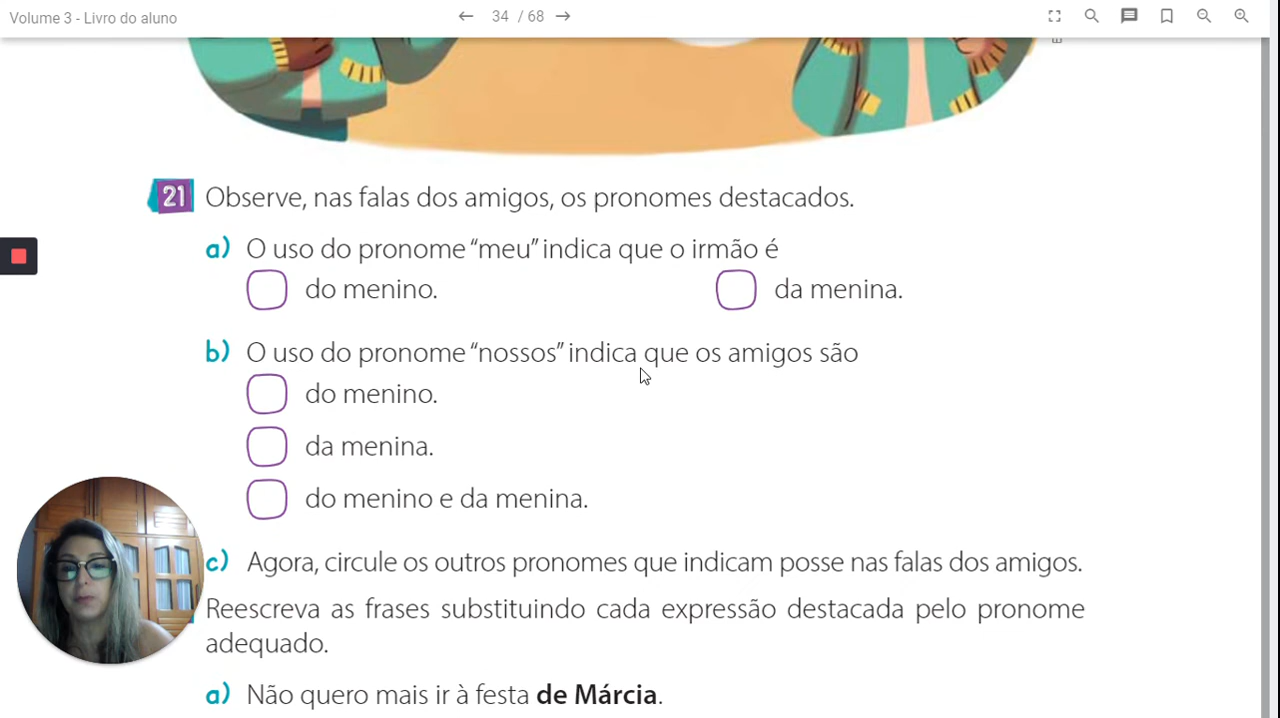 Volume 3 - Livro do aluno
34 / 68
21 Observe, nas falas dos amigos, os pronomes destacados.
a) O uso do pronome “meu” indica que o irmão é
do menino. da menina.
b) O uso do pronome “nossos” indica que os amigos são
do menino.
da menina.
do menino e da menina.
c) Agora, circule os outros pronomes que indicam posse nas falas dos amigos.
Reescreva as frases substituindo cada expressão destacada pelo pronome
adequado.
a) Não quero mais ir à festa de Márcia.